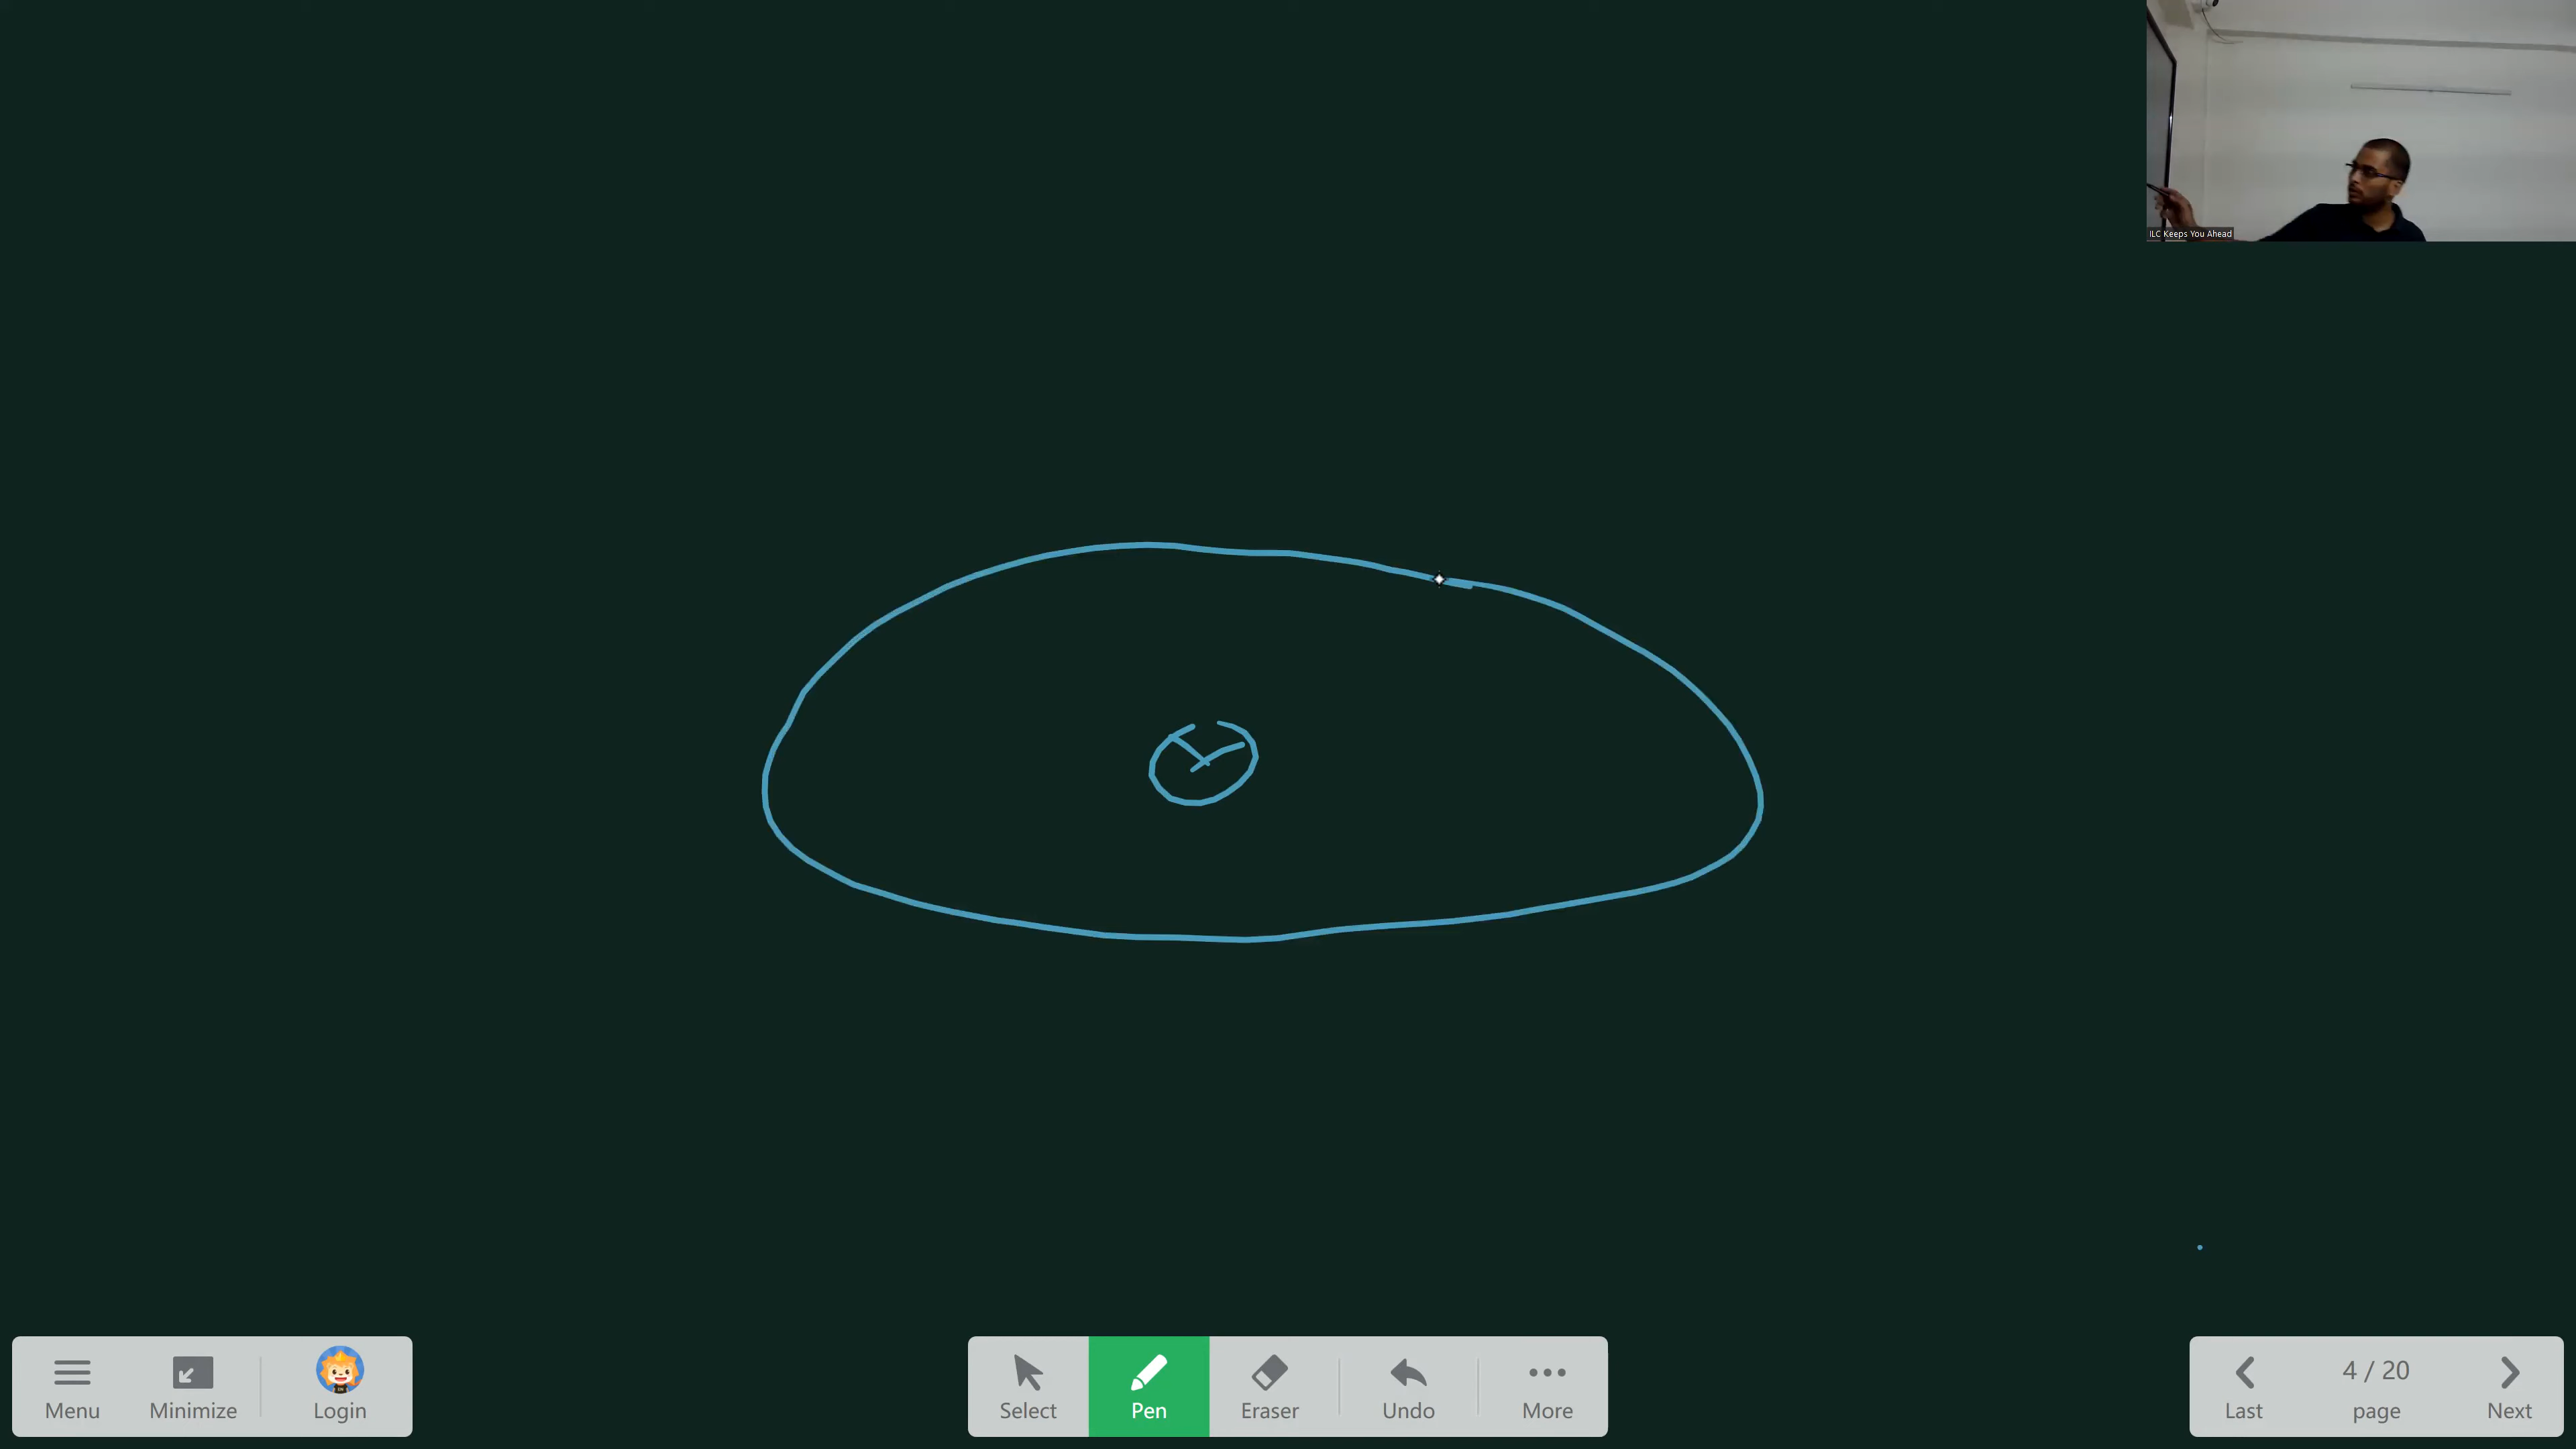 ILC Keeps You Ahead
Menu
Minimize
Login
Select
Pen
Eraser
Undo
More
Last
4 / 20
page
Next